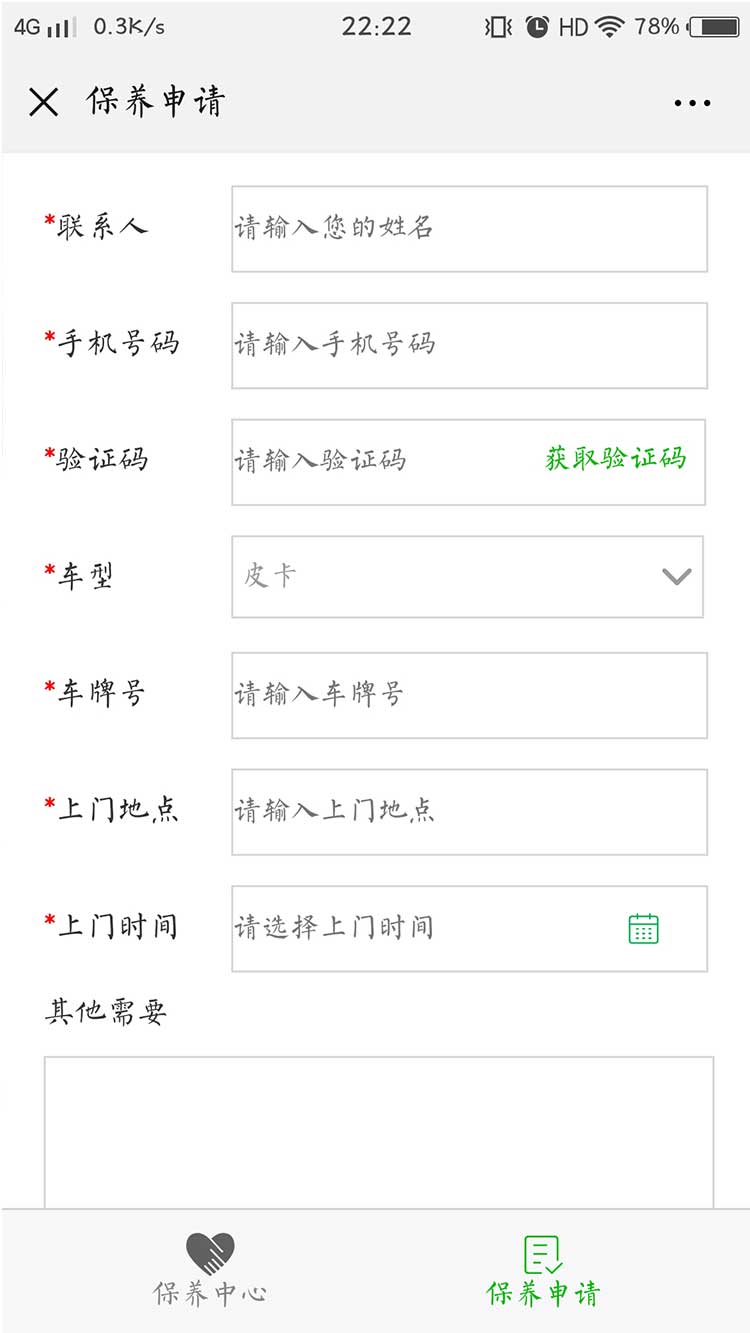 4G 0.3K/s 22:22 HD 78%
保养申请
*联系人 请输入您的姓名
*手机号码 请输入手机号码
*验证码 请输入验证码 获取验证码
*车型 皮卡
*车牌号 请输入车牌号
*上门地点 请输入上门地点
*上门时间 请选择上门时间
其他需要
保养中心 保养申请